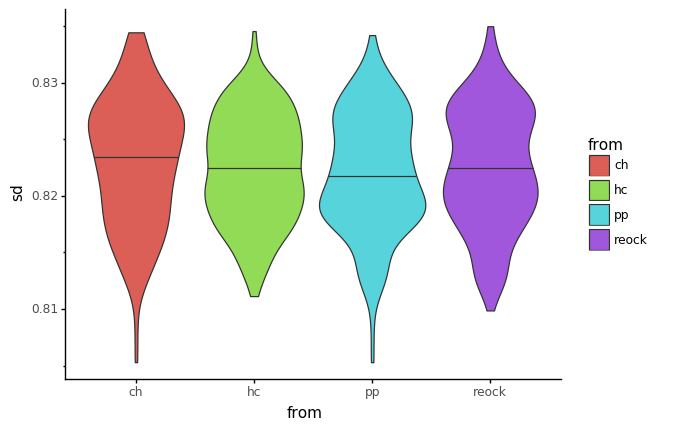 0.83
0.82
0.81
sd
ch
hc
pp
reock
from
from
ch
hc
pp
reock